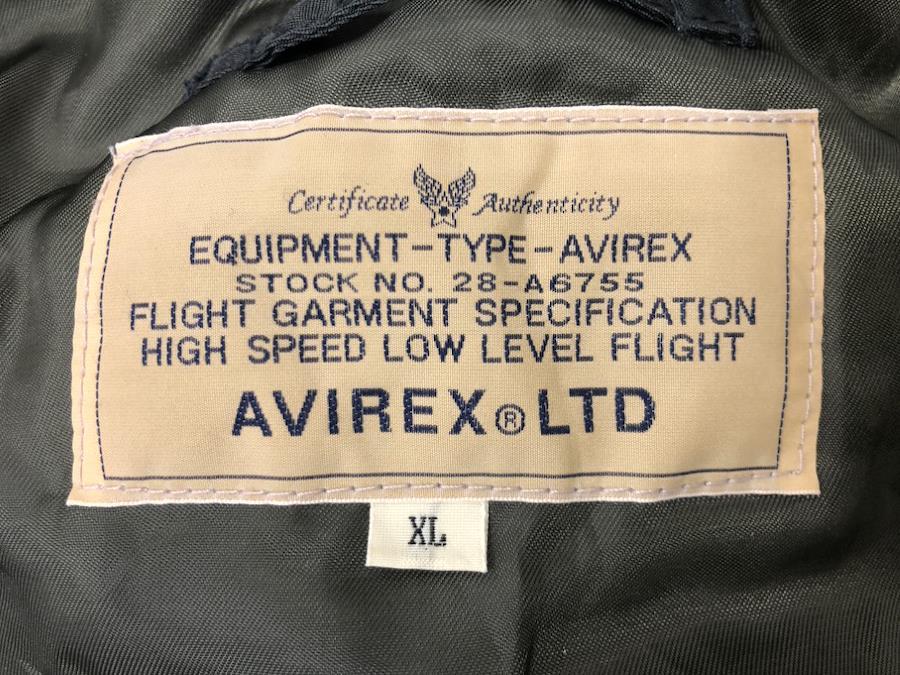 Certificate Authenticity
EQUIPMENT-TYPE-AVIREX
STOCK NO. 28-A6755
FLIGHT GARMENT SPECIFICATION
HIGH SPEED LOW LEVEL FLIGHT
AVIREX® LTD
XL